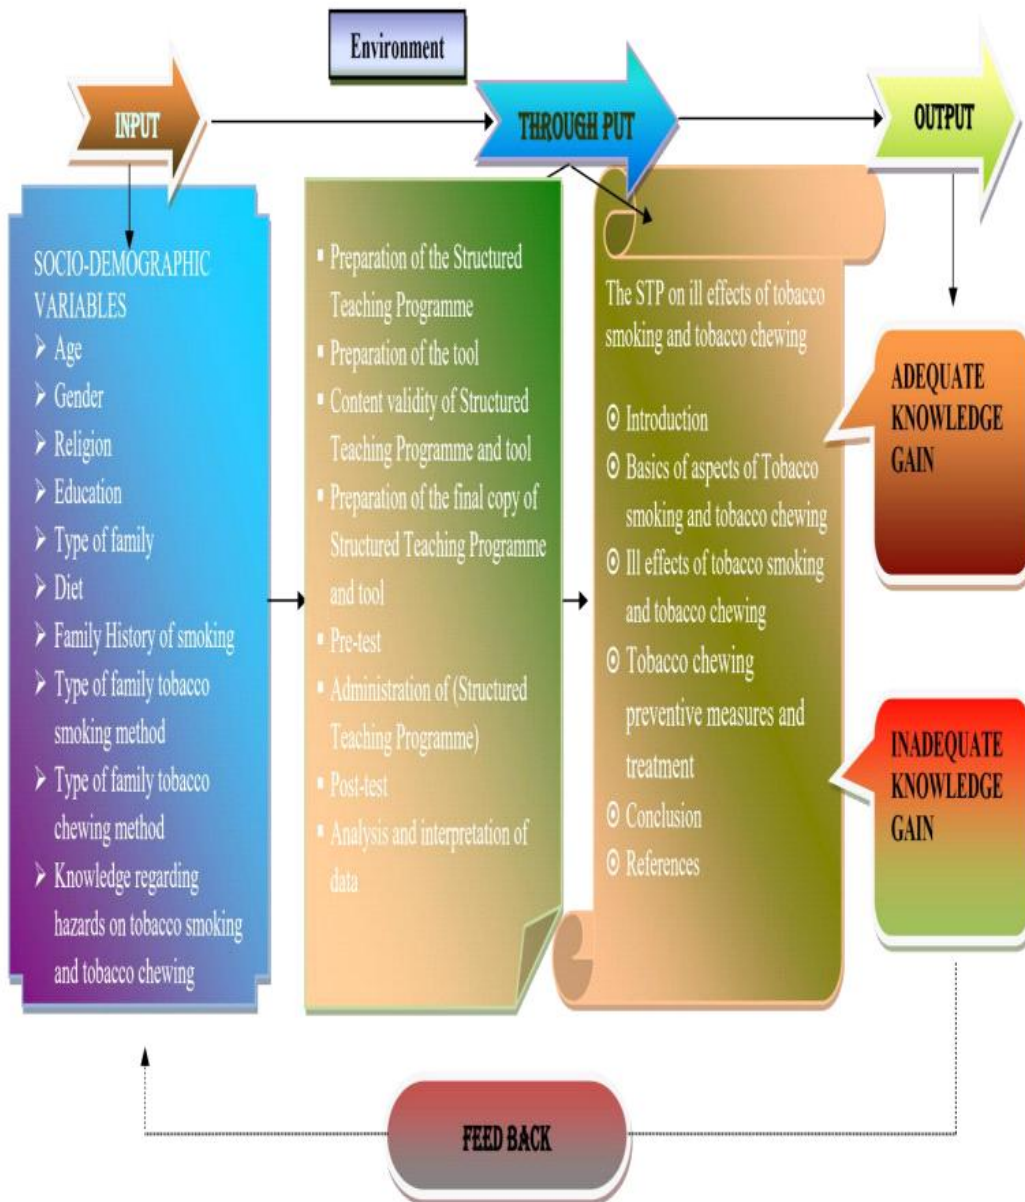 Environment
INPUT
THROUGH PUT
OUTPUT
SOCIO-DEMOGRAPHIC
VARIABLES
Age
Gender
Religion
Education
Type of family
Diet
Family History of smoking
Type of family tobacco
smoking method
Type of family tobacco
chewing method
Knowledge regarding
hazards on tobacco smoking
and tobacco chewing
Preparation of the Structured
Teaching Programme
Preparation of the tool
Content validity of Structured
Teaching Programme and tool
Preparation of the final copy of
Structured Teaching Programme
and tool
Pre-test
Administration of (Structured
Teaching Programme)
Post-test
Analysis and interpretation of
data
The STP on ill effects of tobacco
smoking and tobacco chewing
Introduction
Basics of aspects of Tobacco
smoking and tobacco chewing
Ill effects of tobacco smoking
and tobacco chewing
Tobacco chewing
preventive measures and
treatment
Conclusion
References
ADEQUATE
KNOWLEDGE
GAIN
INADEQUATE
KNOWLEDGE
GAIN
FEED BACK